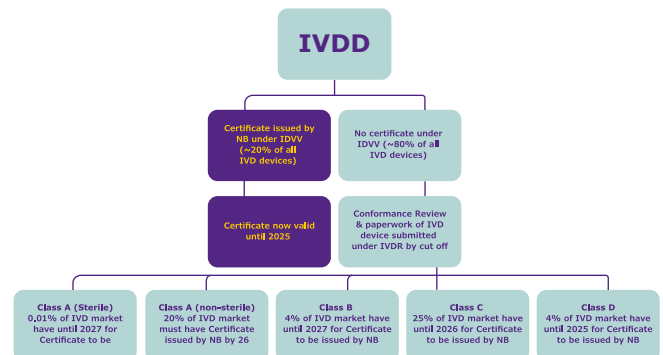 IVDD
Certificate issued by
NB under IDVV
(~20% of all
IVD devices)
No certificate under
IDVV (~80% of all
IVD devices)
Certificate now valid
until 2025
Conformance Review
& paperwork of IVD
device submitted
under IVDR by cut off
Class A (Sterile)
0,01% of IVD market
have until 2027 for
Certificate to be
Class A (non-sterile)
20% of IVD market
must have Certificate
issued by NB by 26
Class B
4% of IVD market have
until 2027 for Certificate
to be issued by NB
Class C
25% of IVD market have
until 2026 for Certificate
to be issued by NB
Class D
4% of IVD market have
until 2025 for Certificate
to be issued by NB